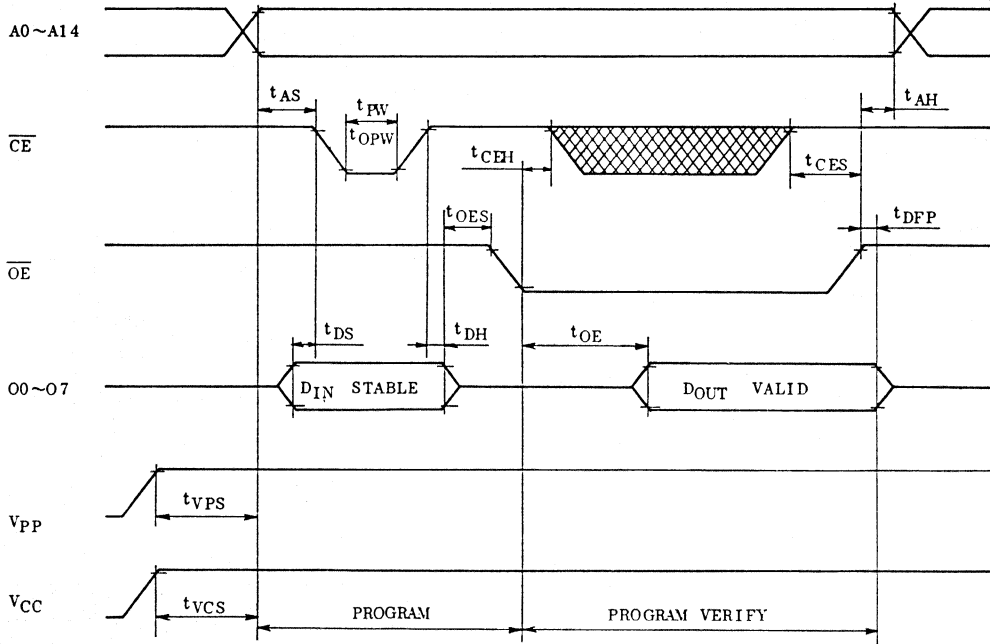 A0~A14
tAS
tPW
tOPW
tAH
CE
tCEH
tCES
tOES
tDFP
OE
tDS
tDH
tOE
O0~O7
DIN STABLE
DOUT VALID
tVPS
VPP
tVCS
VCC
PROGRAM
PROGRAM VERIFY